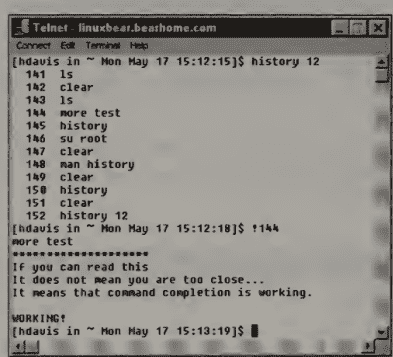 Telnet - linuxbear.bearhome.com
Connect Edit Terminal Help
[hdavis in ~ Mon May 17 15:12:15]$ history 12
141 ls
142 clear
143 ls
144 more test
145 history
146 su root
147 clear
148 man history
149 clear
150 history
151 clear
152 history 12
[hdavis in ~ Mon May 17 15:12:18]$ !144
more test
********************
If you can read this
It does not mean you are too close...
It means that command completion is working.
WORKING!
[hdavis in ~ Mon May 17 15:13:19]$